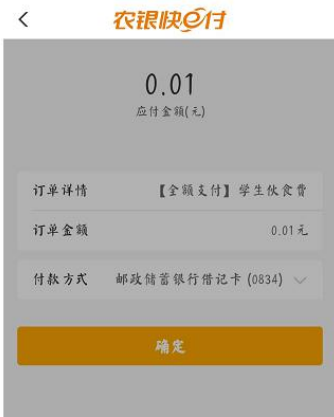 农银快e付
0.01
应付金额(元)
订单详情 【全额支付】学生伙食费
订单金额 0.01元
付款方式 邮政储蓄银行借记卡(0834)
确定